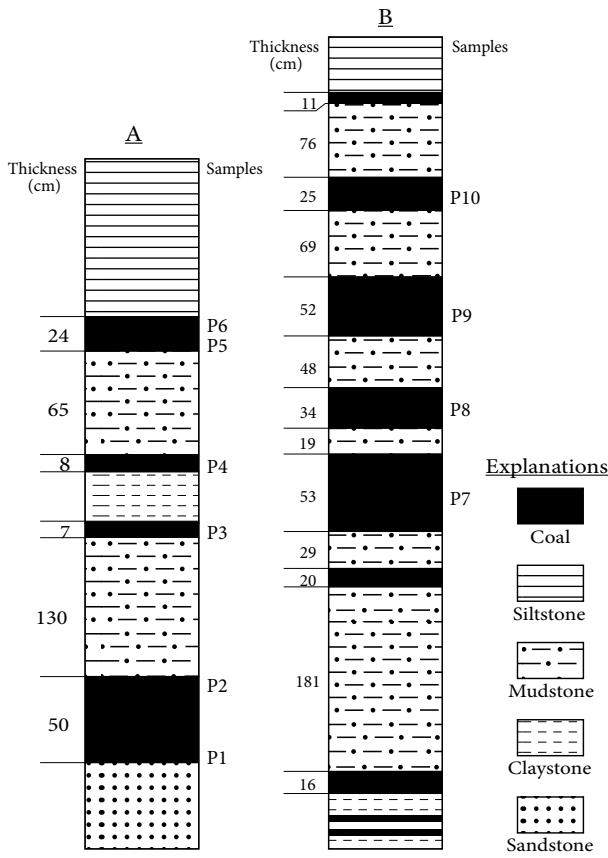 A
Thickness
(cm)
Samples
24
P6
P5
65
8
P4
7
P3
130
P2
50
P1
B
Thickness
(cm)
Samples
11
76
25
P10
69
52
P9
48
34
P8
19
53
P7
29
20
181
16
Explanations
Coal
Siltstone
Mudstone
Claystone
Sandstone